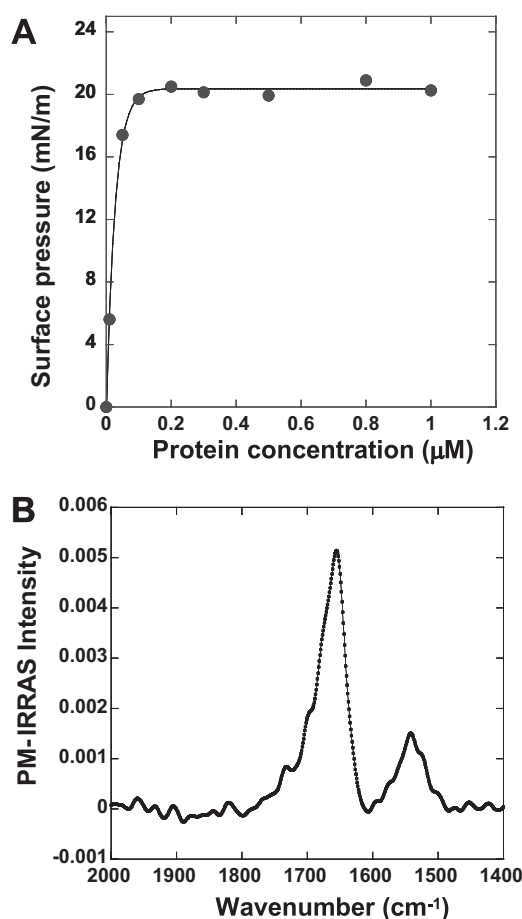 A
24
20
16
12
8
4
0
Surface pressure (mN/m)
0 0.2 0.4 0.6 0.8 1 1.2
Protein concentration (μM)
B
0.006
0.005
0.004
0.003
0.002
0.001
0
-0.001
PM-IRRAS Intensity
2000 1900 1800 1700 1600 1500 1400
Wavenumber (cm-1)